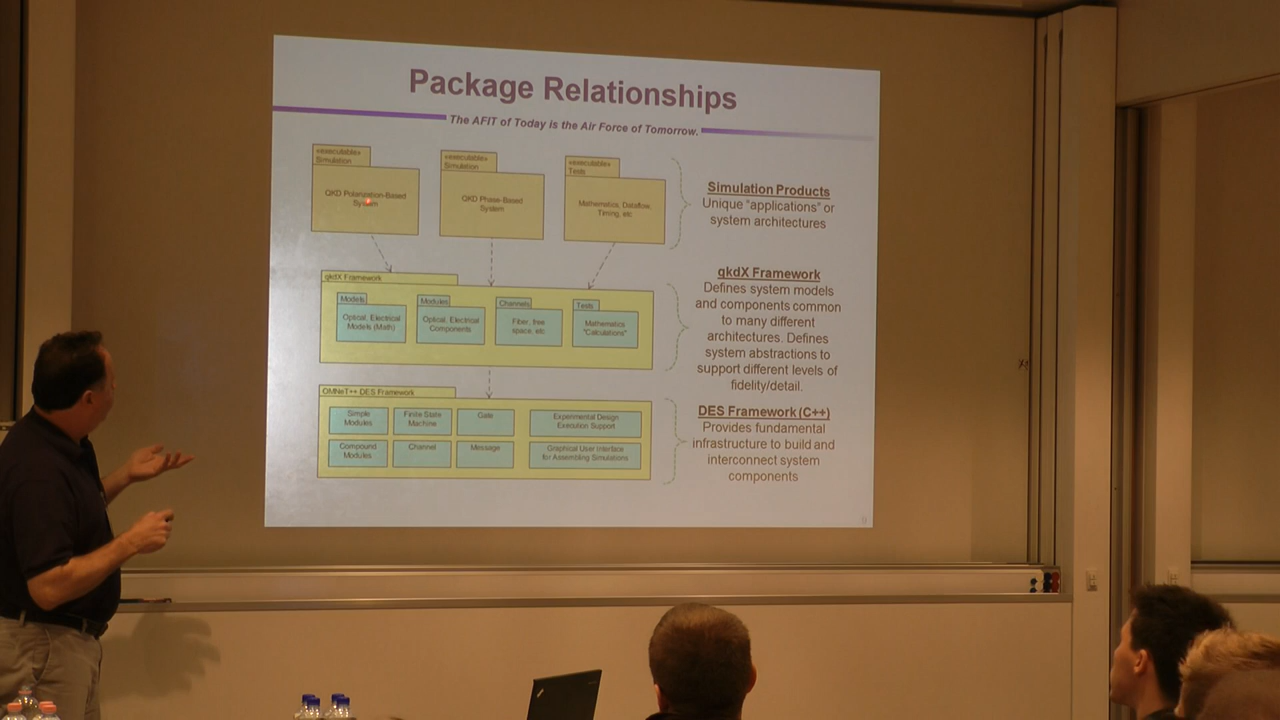 Package Relationships
The AFIT of Today is the Air Force of Tomorrow.
«executable»
Simulation
QKD Polarization-Based
System
«executable»
Simulation
QKD Phase-Based
System
«executable»
Tests
Mathematics, Dataflow,
Timing, etc
Simulation Products
Unique "applications" or
system architectures
qkdX Framework
Models
Optical, Electrical
Models (Math)
Modules
Optical, Electrical
Components
Channels
Fiber, free
space, etc
Tests
Mathematics
"Calculations"
qkdX Framework
Defines system models
and components common
to many different
architectures. Defines
system abstractions to
support different levels of
fidelity/detail.
OMNeT++ DES Framework
Simple
Modules
Finite State
Machine
Gate
Experimental Design
Execution Support
Compound
Modules
Channel
Message
Graphical User Interface
for Assembling Simulations
DES Framework (C++)
Provides fundamental
infrastructure to build and
interconnect system
components